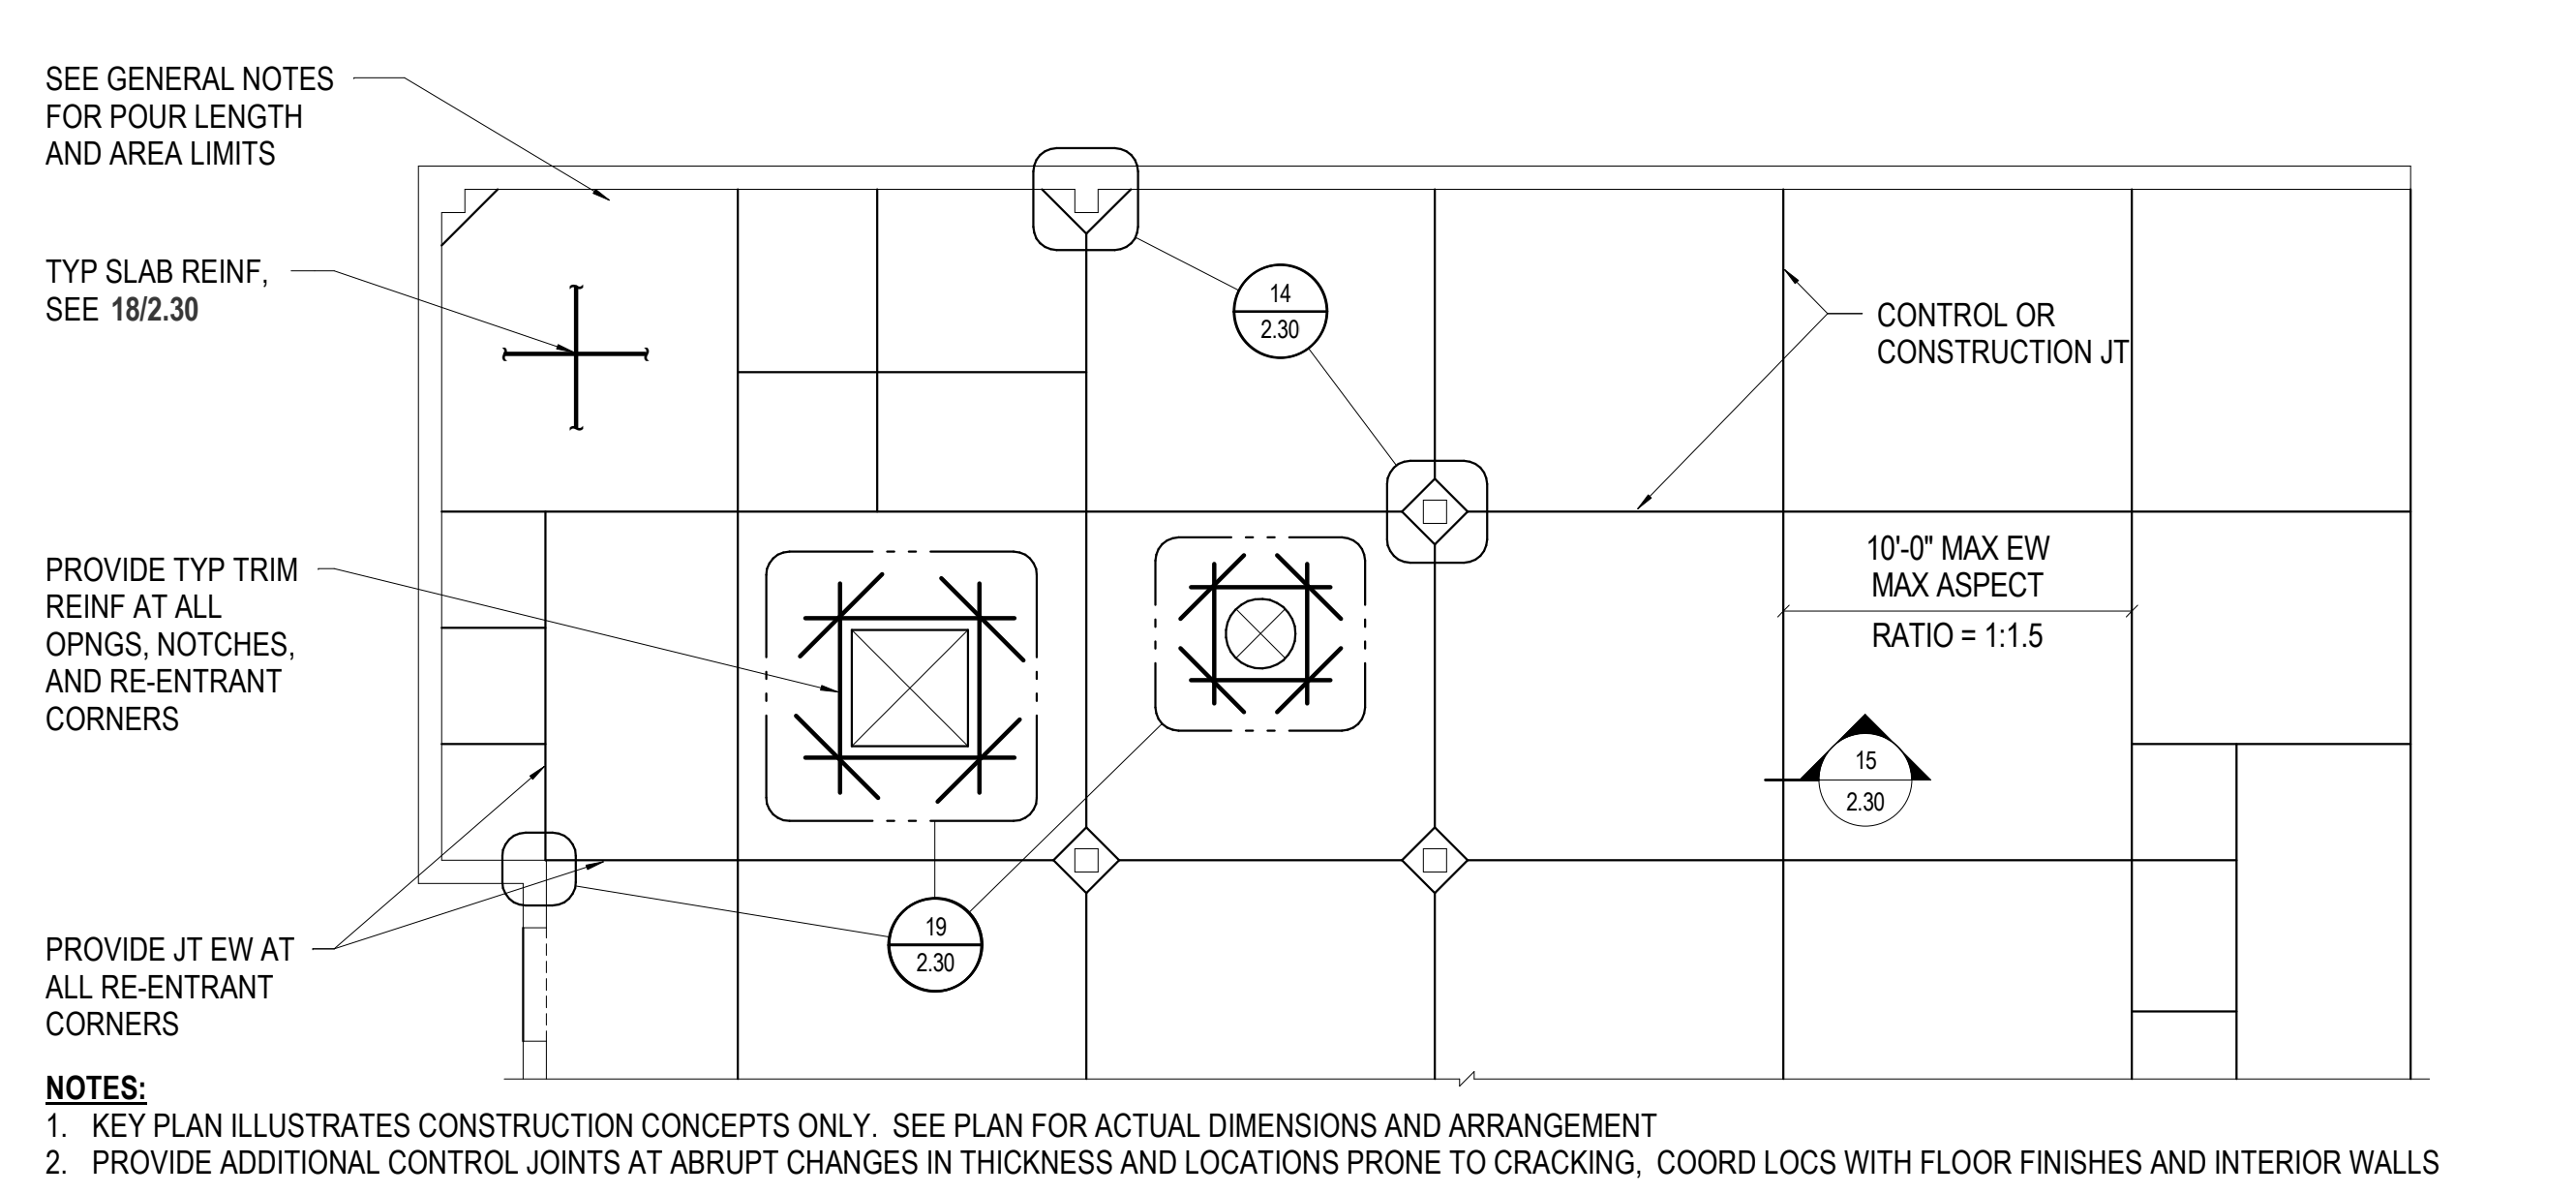 SEE GENERAL NOTES
FOR POUR LENGTH
AND AREA LIMITS
TYP SLAB REINF,
SEE 18/2.30
14
2.30
CONTROL OR
CONSTRUCTION JT
PROVIDE TYP TRIM
REINF AT ALL
OPNGS, NOTCHES,
AND RE-ENTRANT
CORNERS
10'-0" MAX EW
MAX ASPECT
RATIO = 1:1.5
15
2.30
19
2.30
PROVIDE JT EW AT
ALL RE-ENTRANT
CORNERS
NOTES:
1. KEY PLAN ILLUSTRATES CONSTRUCTION CONCEPTS ONLY. SEE PLAN FOR ACTUAL DIMENSIONS AND ARRANGEMENT
2. PROVIDE ADDITIONAL CONTROL JOINTS AT ABRUPT CHANGES IN THICKNESS AND LOCATIONS PRONE TO CRACKING, COORD LOCS WITH FLOOR FINISHES AND INTERIOR WALLS